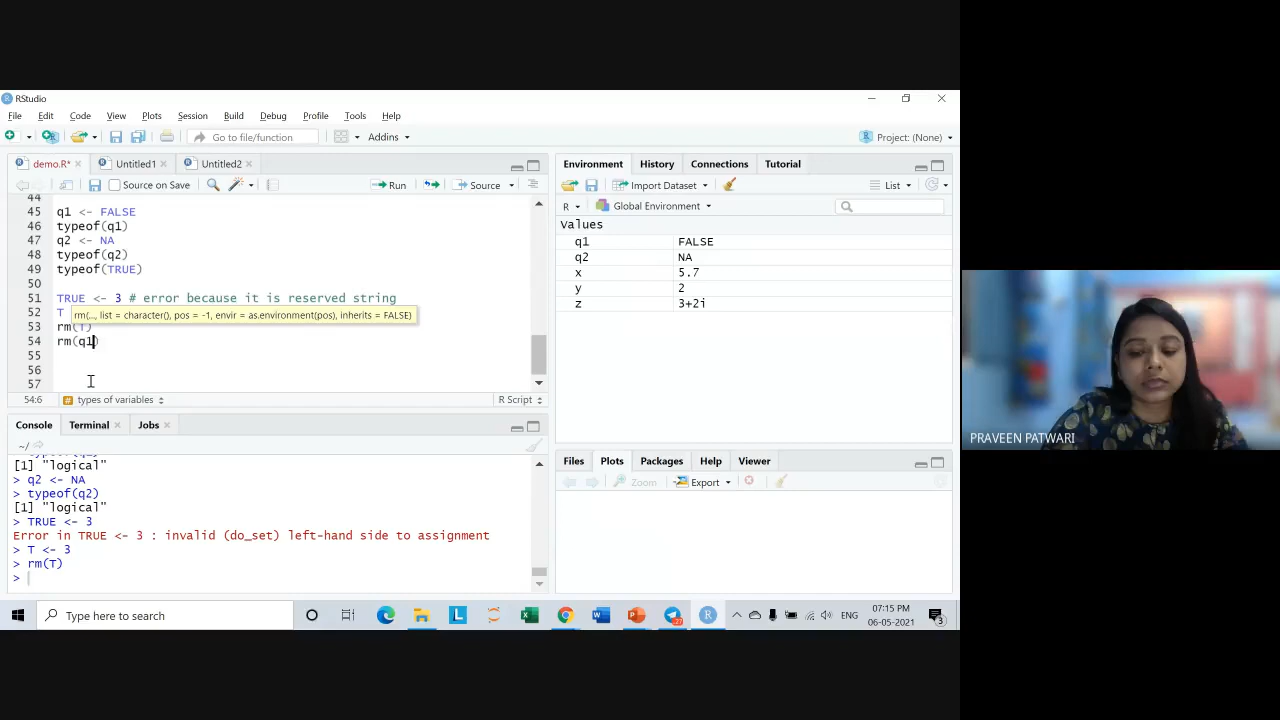 RStudio
File Edit Code View Plots Session Build Debug Profile Tools Help
Go to file/function Addins Project: (None)
demo.R* Untitled1 Untitled2
Source on Save Run Source
44
45 q1 <- FALSE
46 typeof(q1)
47 q2 <- NA
48 typeof(q2)
49 typeof(TRUE)
50
51 TRUE <- 3 # error because it is reserved string
52 T
rm(..., list = character(), pos = -1, envir = as.environment(pos), inherits = FALSE)
53 rm(T)
54 rm(q1)
55
56
57
54:6 types of variables R Script
Console Terminal Jobs
~/
[1] "logical"
> q2 <- NA
> typeof(q2)
[1] "logical"
> TRUE <- 3
Error in TRUE <- 3 : invalid (do_set) left-hand side to assignment
> T <- 3
> rm(T)
>
Environment History Connections Tutorial
Import Dataset List
R Global Environment
Values
q1 FALSE
q2 NA
x 5.7
y 2
z 3+2i
Files Plots Packages Help Viewer
Zoom Export
Type here to search
ENG
07:15 PM
06-05-2021
3
PRAVEEN PATWARI